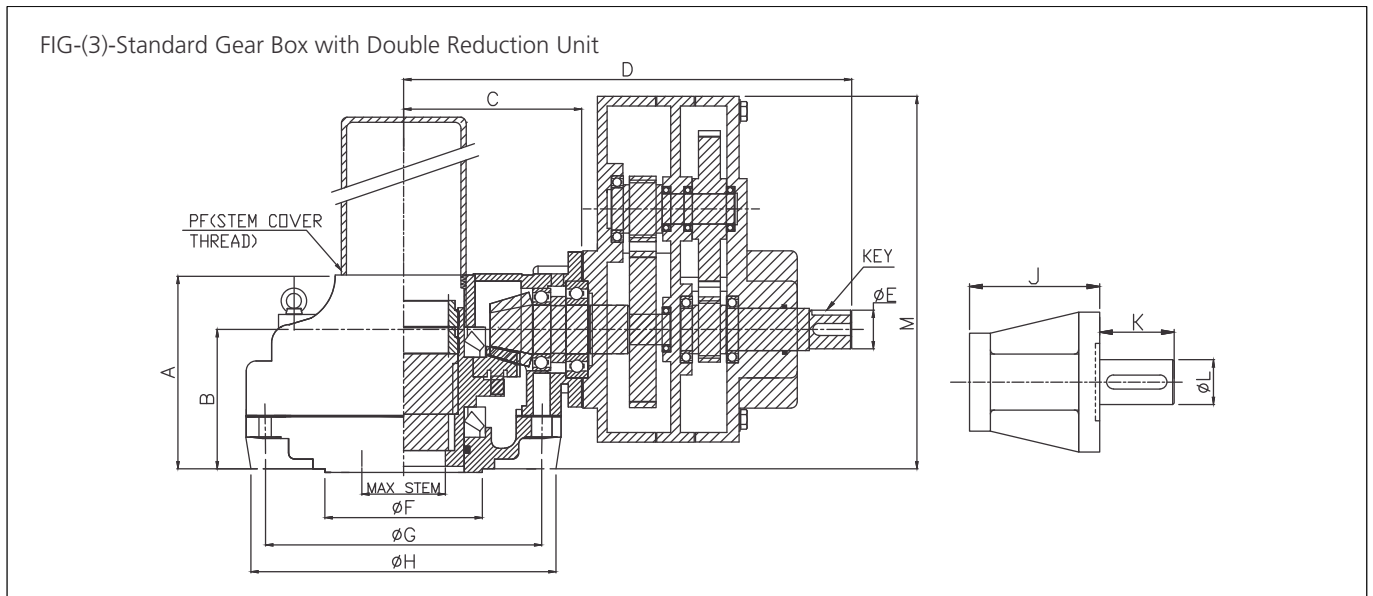 FIG-(3)-Standard Gear Box with Double Reduction Unit
D
C
PF(STEM COVER
THREAD)
KEY
øE
M
J
K
øL
A
B
MAX STEM
øF
øG
øH